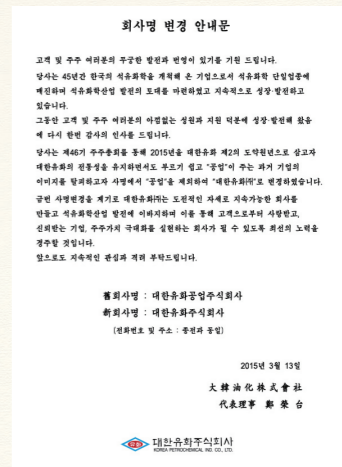 회사명 변경 안내문
고객 및 주주 여러분의 무궁한 발전과 번영이 있기를 기원 드립니다.
당사는 45년간 한국의 석유화학을 개척해 온 기업으로서 석유화학 단일업종에
매진하며 석유화학산업 발전의 토대를 마련하였고 지속적으로 성장·발전하고
있습니다.
그동안 고객 및 주주 여러분의 아낌없는 성원과 지원 덕분에 성장·발전해 왔음
에 다시 한번 감사의 인사를 드립니다.
당사는 제46기 주주총회를 통해 2015년을 대한유화 제2의 도약원년으로 삼고자
대한유화의 전통성을 유지하면서도 부르기 쉽고 "공업"이 주는 과거 기업의
이미지를 탈피하고자 사명에서 "공업"을 제외하여 "대한유화㈜"로 변경하였습니다.
금번 사명변경을 계기로 대한유화㈜는 도전적인 자세로 지속가능한 회사를
만들고 석유화학산업 발전에 이바지하며 이를 통해 고객으로부터 사랑받고,
신뢰받는 기업, 주주가치 극대화를 실현하는 회사가 될 수 있도록 최선의 노력을
경주할 것입니다.
앞으로도 지속적인 관심과 격려 부탁드립니다.
舊회사명 : 대한유화공업주식회사
新회사명 : 대한유화주식회사
(전화번호 및 주소 : 종전과 동일)
2015년 3월 13일
大韓油化株式會社
代表理事 鄭榮台
대한유화주식회사
KOREA PETROCHEMICAL IND. CO., LTD.